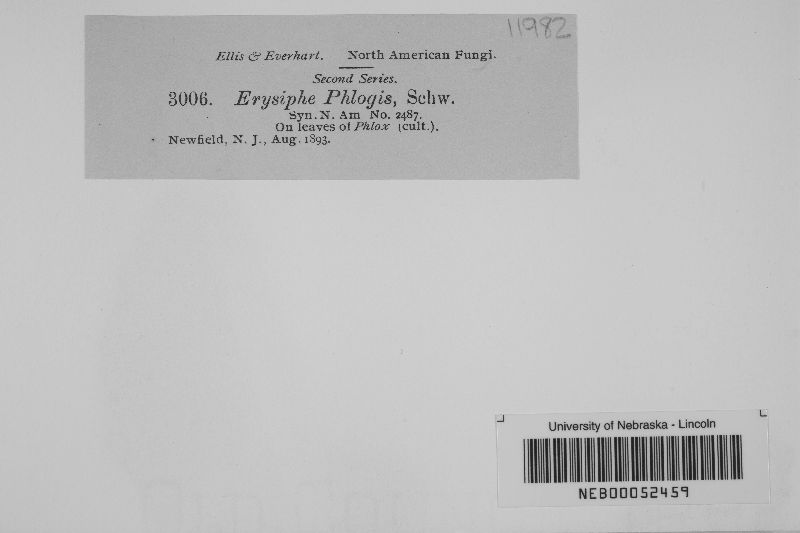 11982
Ellis & Everhart. North American Fungi.
Second Series.
3006. Erysiphe Phlogis, Schw.
Syn. N. Am No. 2487.
On leaves of Phlox (cult.).
Newfield, N. J., Aug. 1893.
University of Nebraska - Lincoln
NEB00052459